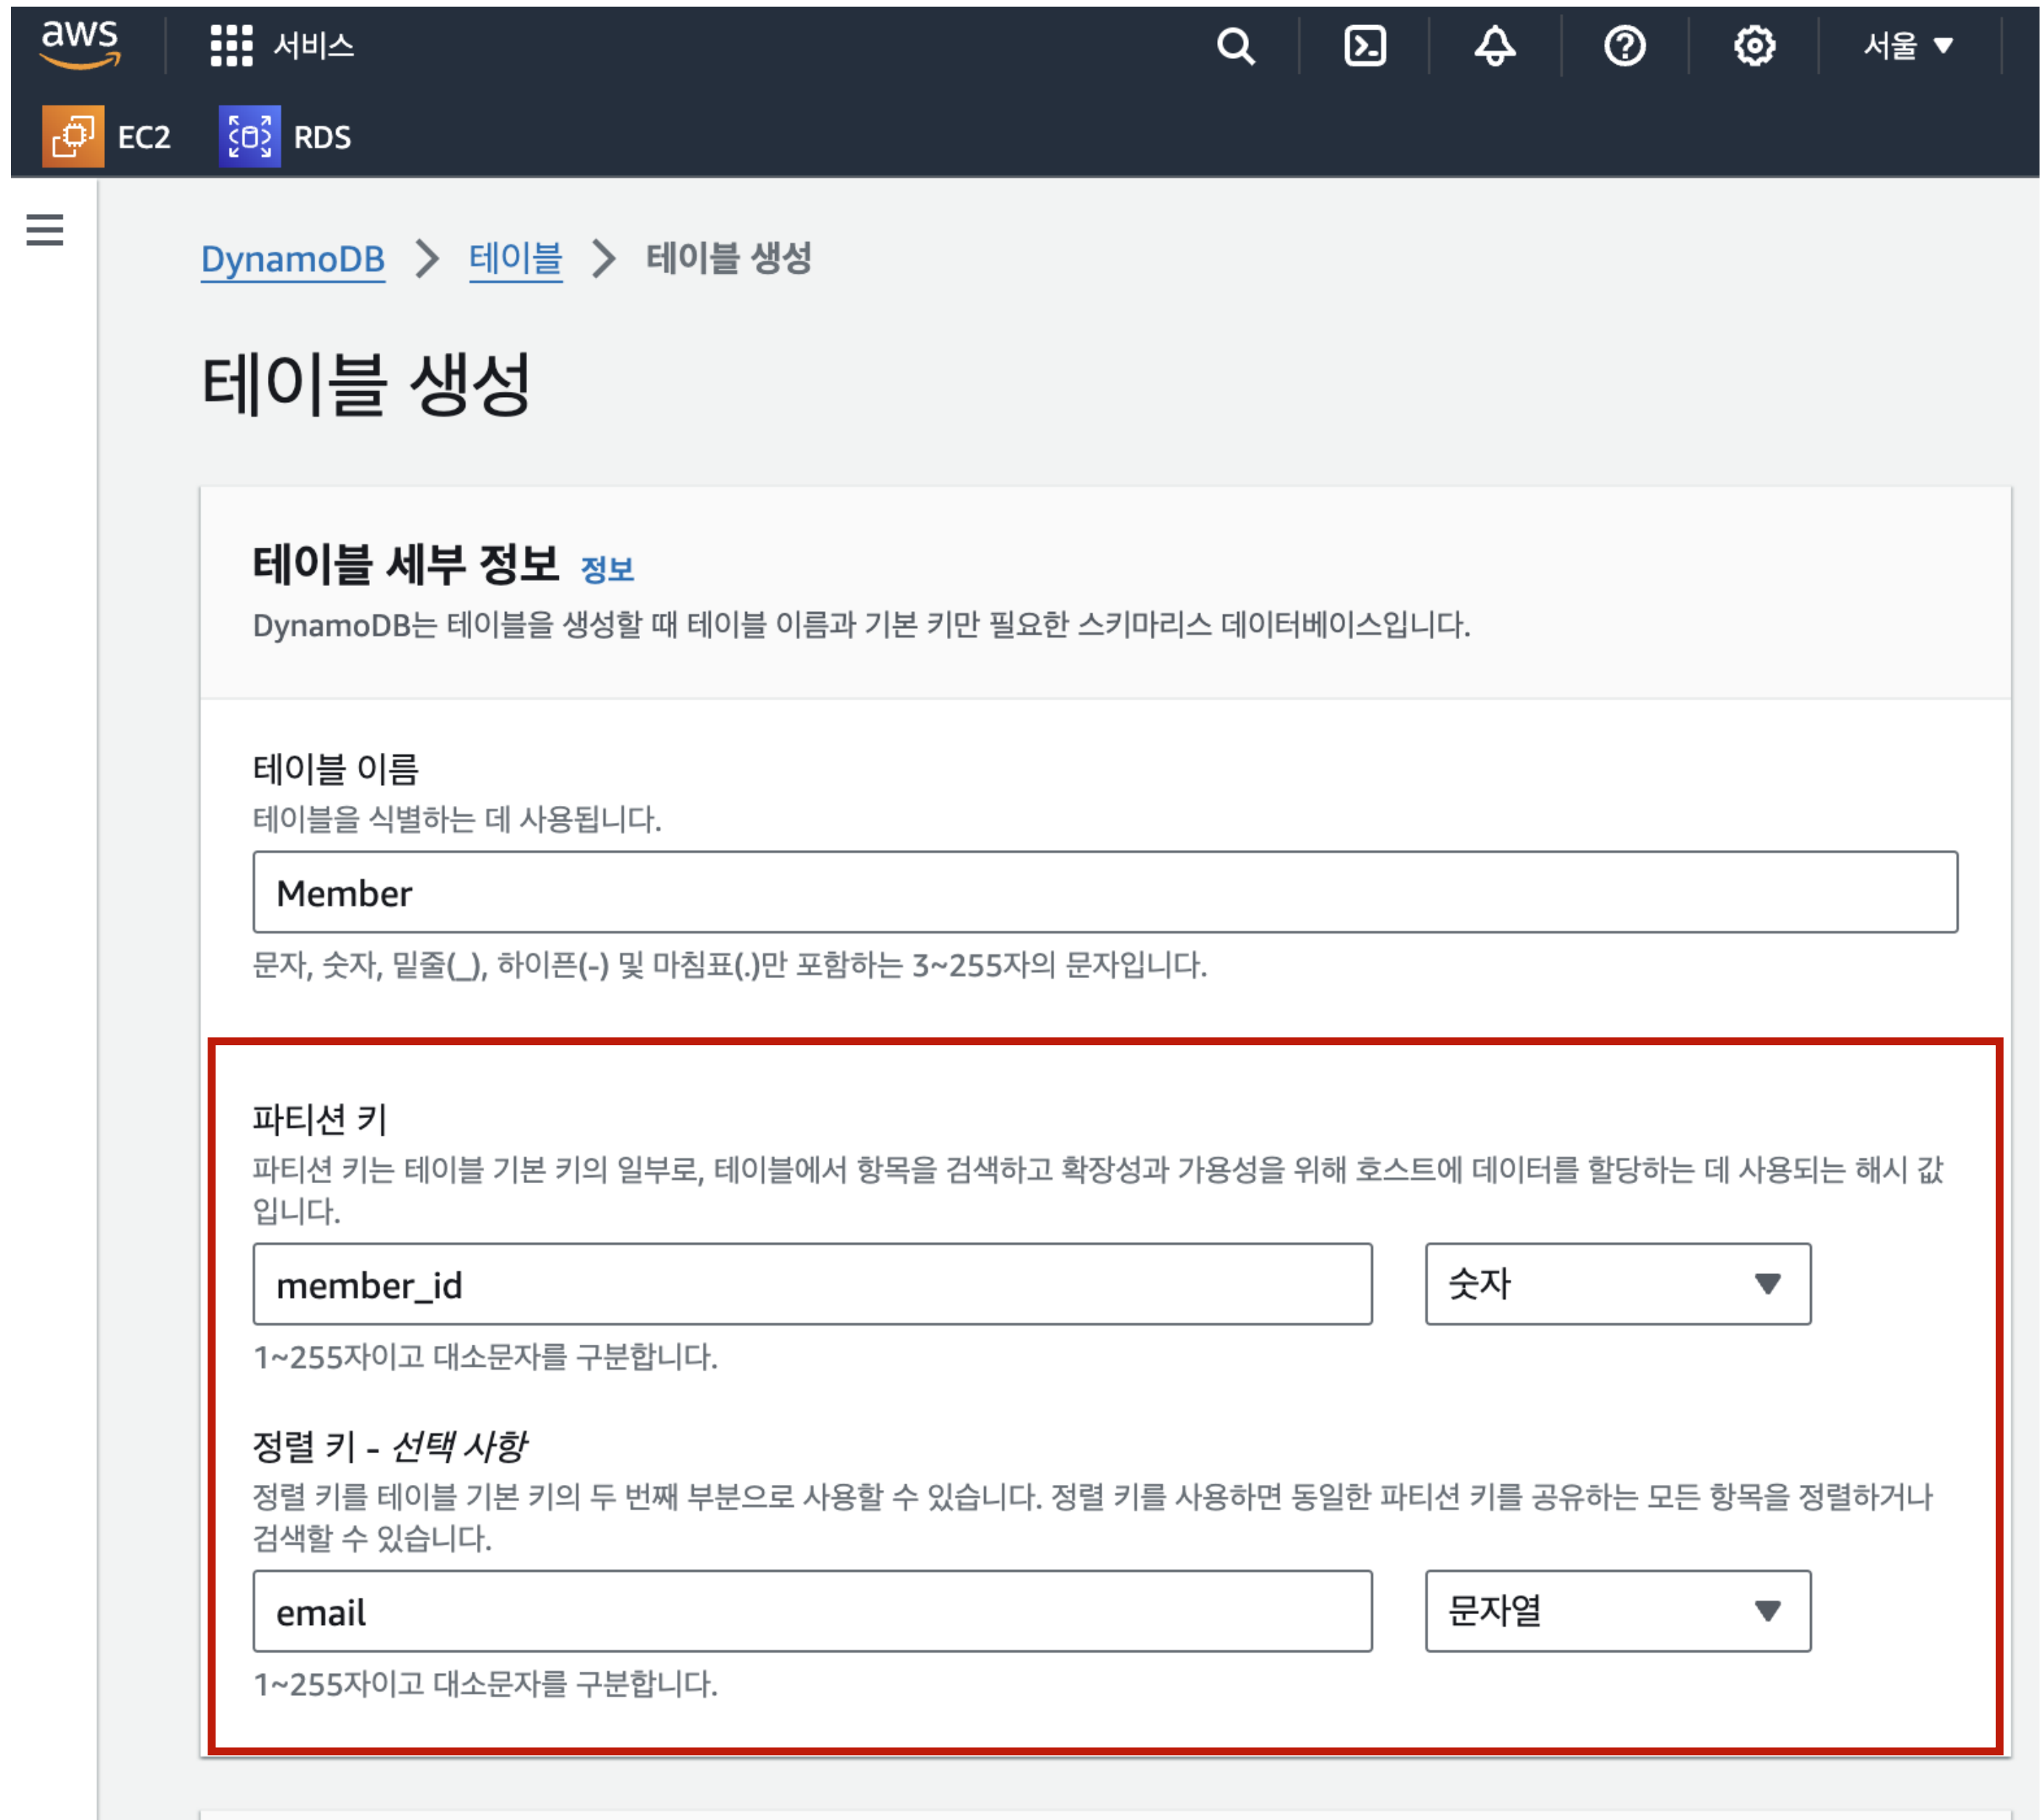 aws
서비스
서울
EC2
RDS
DynamoDB
테이블
테이블 생성
테이블 생성
테이블 세부 정보 정보
DynamoDB는 테이블을 생성할 때 테이블 이름과 기본 키만 필요한 스키마리스 데이터베이스입니다.
테이블 이름
테이블을 식별하는 데 사용됩니다.
Member
문자, 숫자, 밑줄(_), 하이픈(-) 및 마침표(.)만 포함하는 3~255자의 문자입니다.
파티션 키
파티션 키는 테이블 기본 키의 일부로, 테이블에서 항목을 검색하고 확장성과 가용성을 위해 호스트에 데이터를 할당하는 데 사용되는 해시 값
입니다.
member_id
숫자
1~255자이고 대소문자를 구분합니다.
정렬 키 - 선택 사항
정렬 키를 테이블 기본 키의 두 번째 부분으로 사용할 수 있습니다. 정렬 키를 사용하면 동일한 파티션 키를 공유하는 모든 항목을 정렬하거나
검색할 수 있습니다.
email
문자열
1~255자이고 대소문자를 구분합니다.